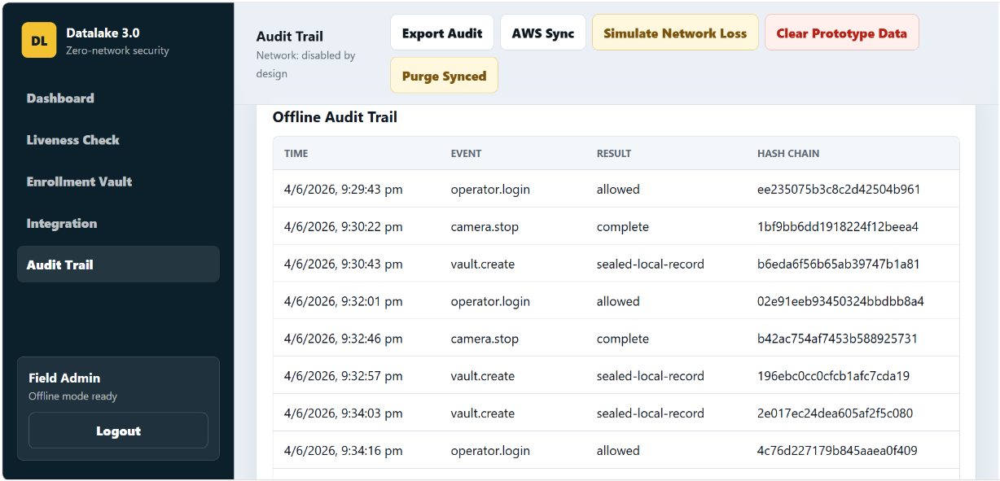 DL
Datalake 3.0
Zero-network security
Dashboard
Liveness Check
Enrollment Vault
Integration
Audit Trail
Field Admin
Offline mode ready
Logout
Audit Trail
Network: disabled by
design
Export Audit
AWS Sync
Simulate Network Loss
Clear Prototype Data
Purge Synced
Offline Audit Trail
TIME EVENT RESULT HASH CHAIN
4/6/2026, 9:29:43 pm operator.login allowed ee235075b3c8c2d42504b961
4/6/2026, 9:30:22 pm camera.stop complete 1bf9bb6dd1918224f12beea4
4/6/2026, 9:30:43 pm vault.create sealed-local-record b6eda6f56b65ab39747b1a81
4/6/2026, 9:32:01 pm operator.login allowed 02e91eeb93450324bbdbb8a4
4/6/2026, 9:32:46 pm camera.stop complete b42ac754af7453b588925731
4/6/2026, 9:32:57 pm vault.create sealed-local-record 196ebc0cc0cfcb1afc7cda19
4/6/2026, 9:34:03 pm vault.create sealed-local-record 2e017ec24dea605af2f5c080
4/6/2026, 9:34:16 pm operator.login allowed 4c76d227179b845aaea0f409